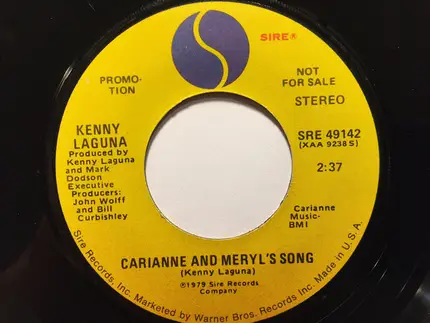 SIRE®
PROMO-
TION
NOT
FOR SALE
STEREO
KENNY
LAGUNA
Produced by
Kenny Laguna
and Mark
Dodson
Executive
Producers:
John Wolff
and Bill
Curbishley
SRE 49142
(XAA 9238 S)
2:37
Carianne
Music-
BMI
CARIANNE AND MERYL'S SONG
(Kenny Laguna)
©1979 Sire Records
Company
Sire Records, Inc. Marketed by Warner Bros. Records Inc. Made in U.S.A.